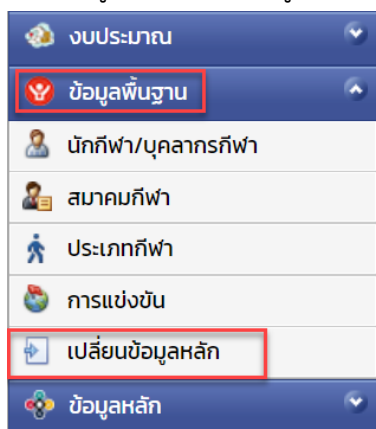 งบประมาณ
ข้อมูลพื้นฐาน
นักกีฬา/บุคลากรกีฬา
สมาคมกีฬา
ประเภทกีฬา
การแข่งขัน
เปลี่ยนข้อมูลหลัก
ข้อมูลหลัก